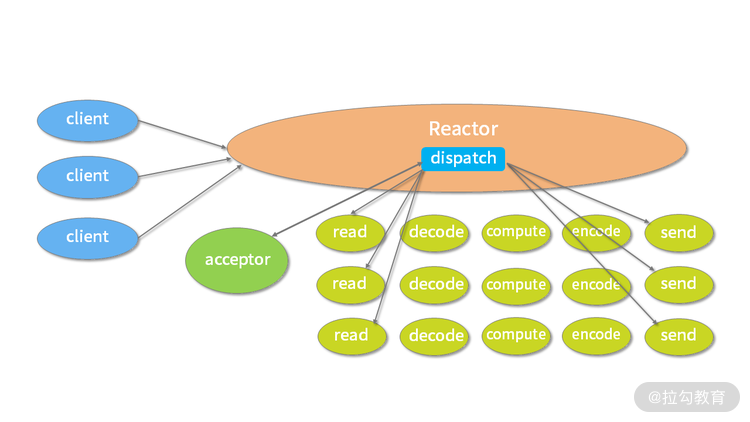 client
Reactor
dispatch
client
client
acceptor
read decode compute encode send
read decode compute encode send
read decode compute encode send
@拉勾教育